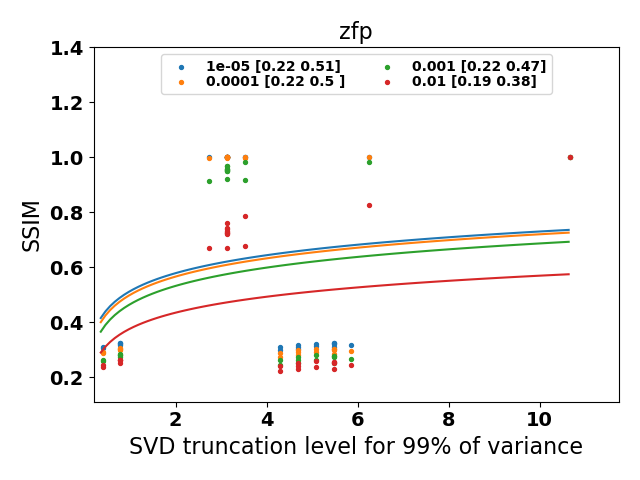 zfp
1e-05 [0.22 0.51]
0.0001 [0.22 0.5 ]
0.001 [0.22 0.47]
0.01 [0.19 0.38]
SSIM
1.4
1.2
1.0
0.8
0.6
0.4
0.2
2 4 6 8 10
SVD truncation level for 99% of variance